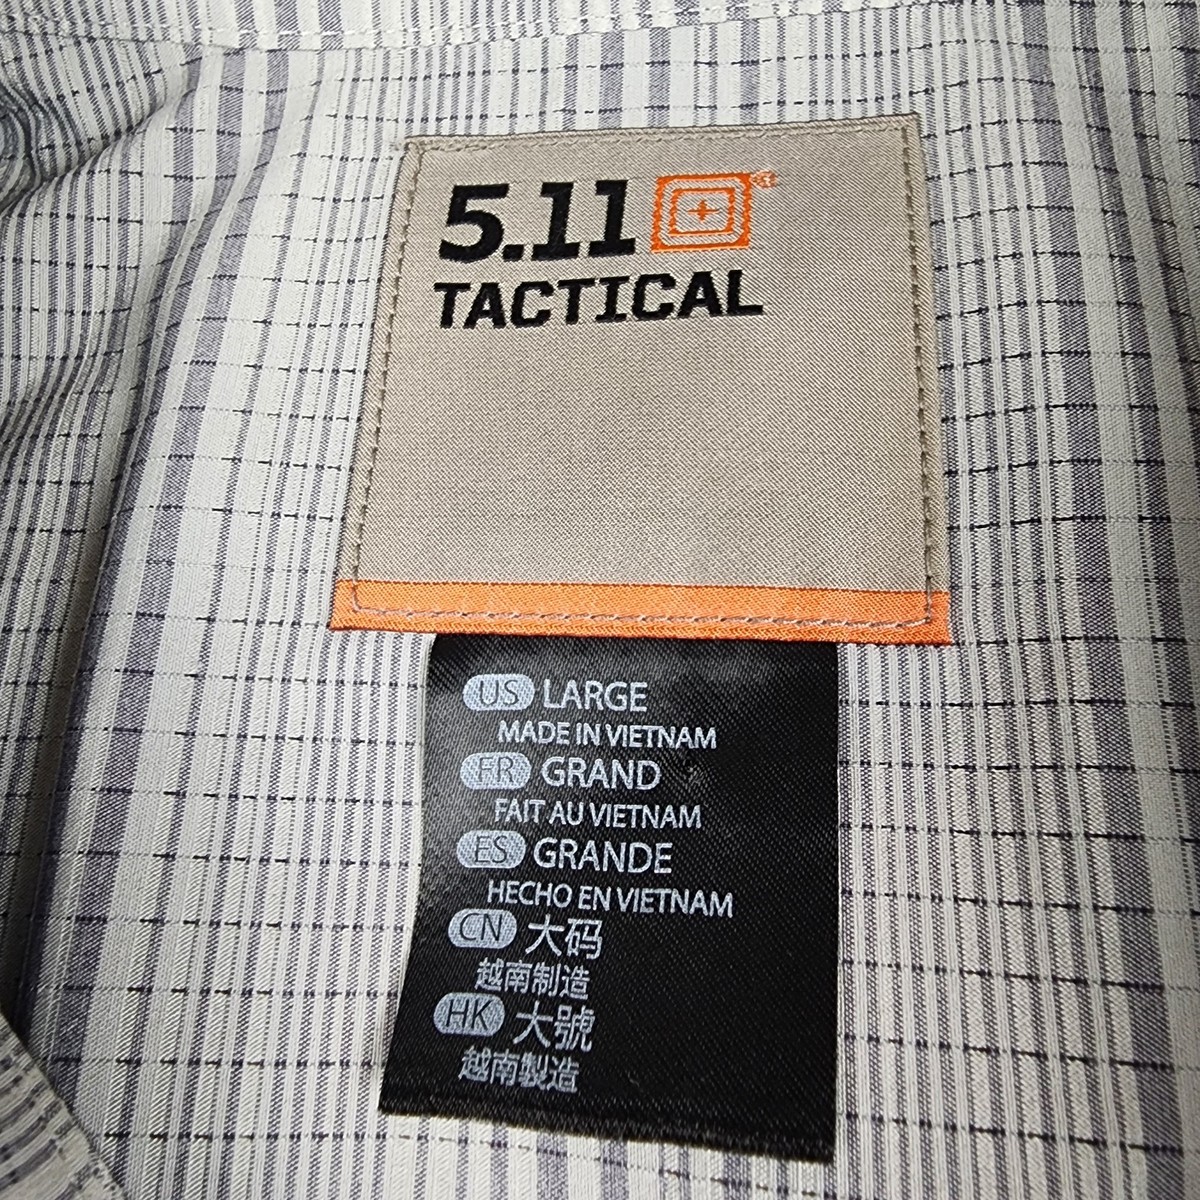 5.11®
TACTICAL
US LARGE
MADE IN VIETNAM
FR GRAND
FAIT AU VIETNAM
ES GRANDE
HECHO EN VIETNAM
CN 大码
越南制造
HK 大號
越南製造